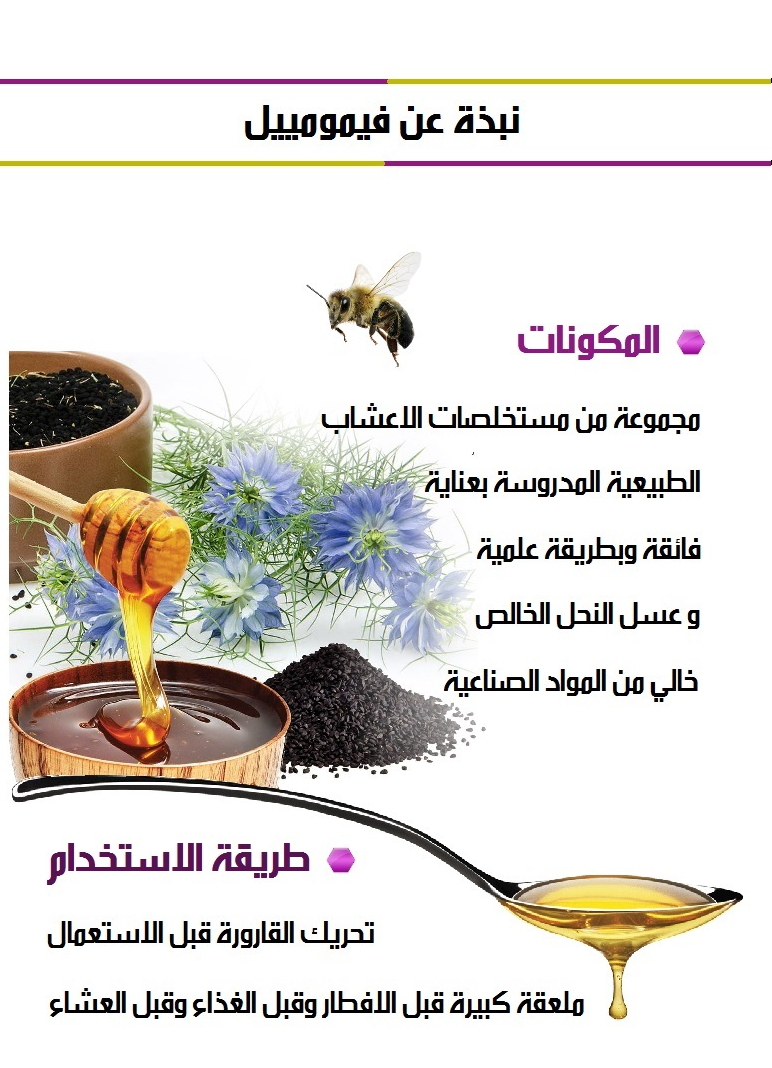 نبذة عن فيمومييل
المكونات
مجموعة من مستخلصات الاعشاب
الطبيعية المدروسة بعناية
فائقة وبطريقة علمية
و عسل النحل الخالص
خالي من المواد الصناعية
طريقة الاستخدام
تحريك القارورة قبل الاستعمال
ملعقة كبيرة قبل الافطار وقبل الغذاء وقبل العشاء